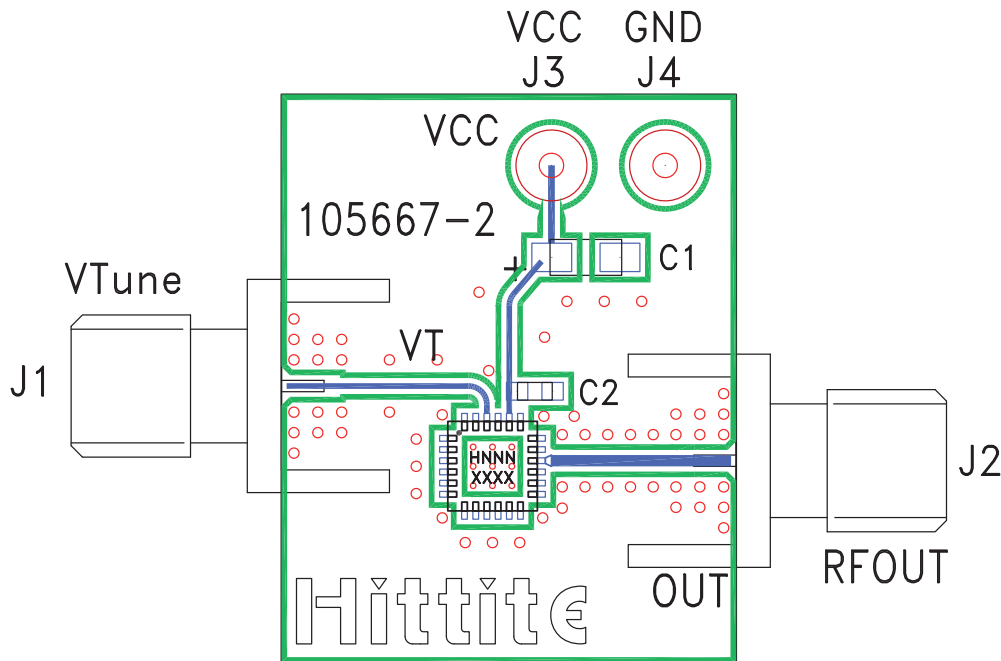 VCC GND
J3 J4
VCC
105667-2
C1
VTune
VT
J1
C2
HNNN
XXXX
J2
RFOUT
OUT
Hittite